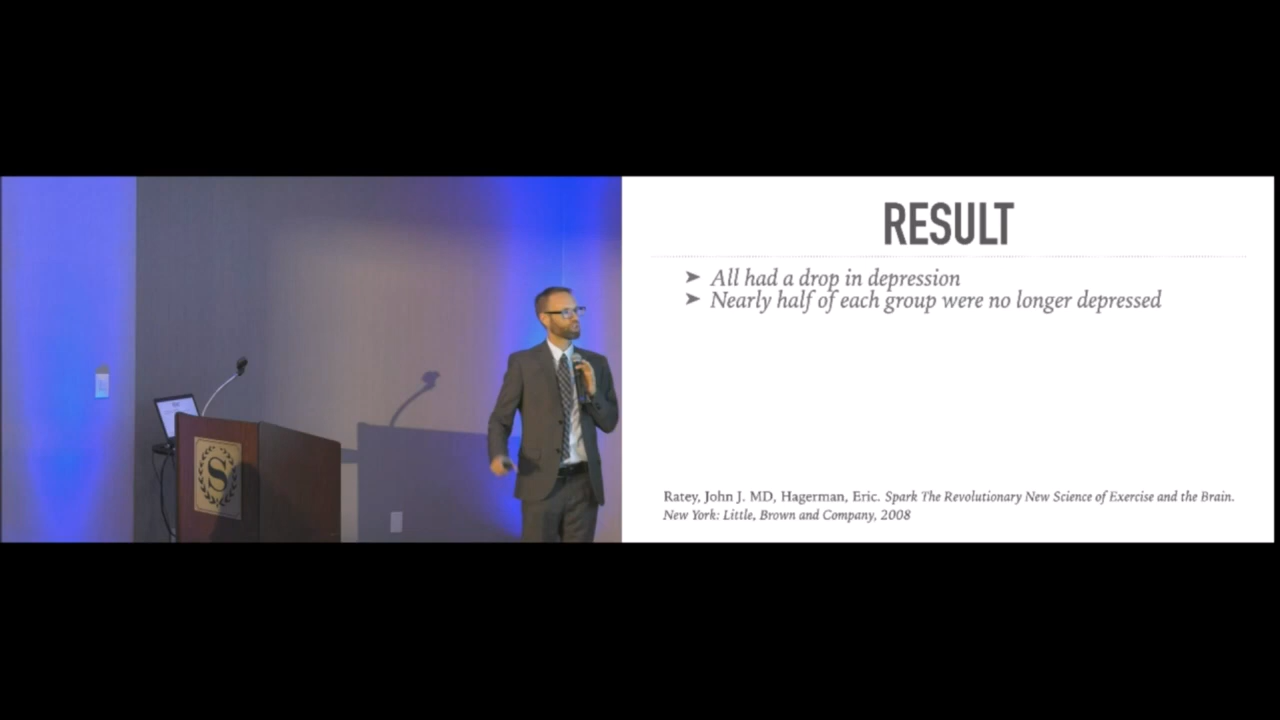 S
RESULT
➤ All had a drop in depression
➤ Nearly half of each group were no longer depressed
Ratey, John J. MD, Hagerman, Eric. Spark The Revolutionary New Science of Exercise and the Brain.
New York: Little, Brown and Company, 2008